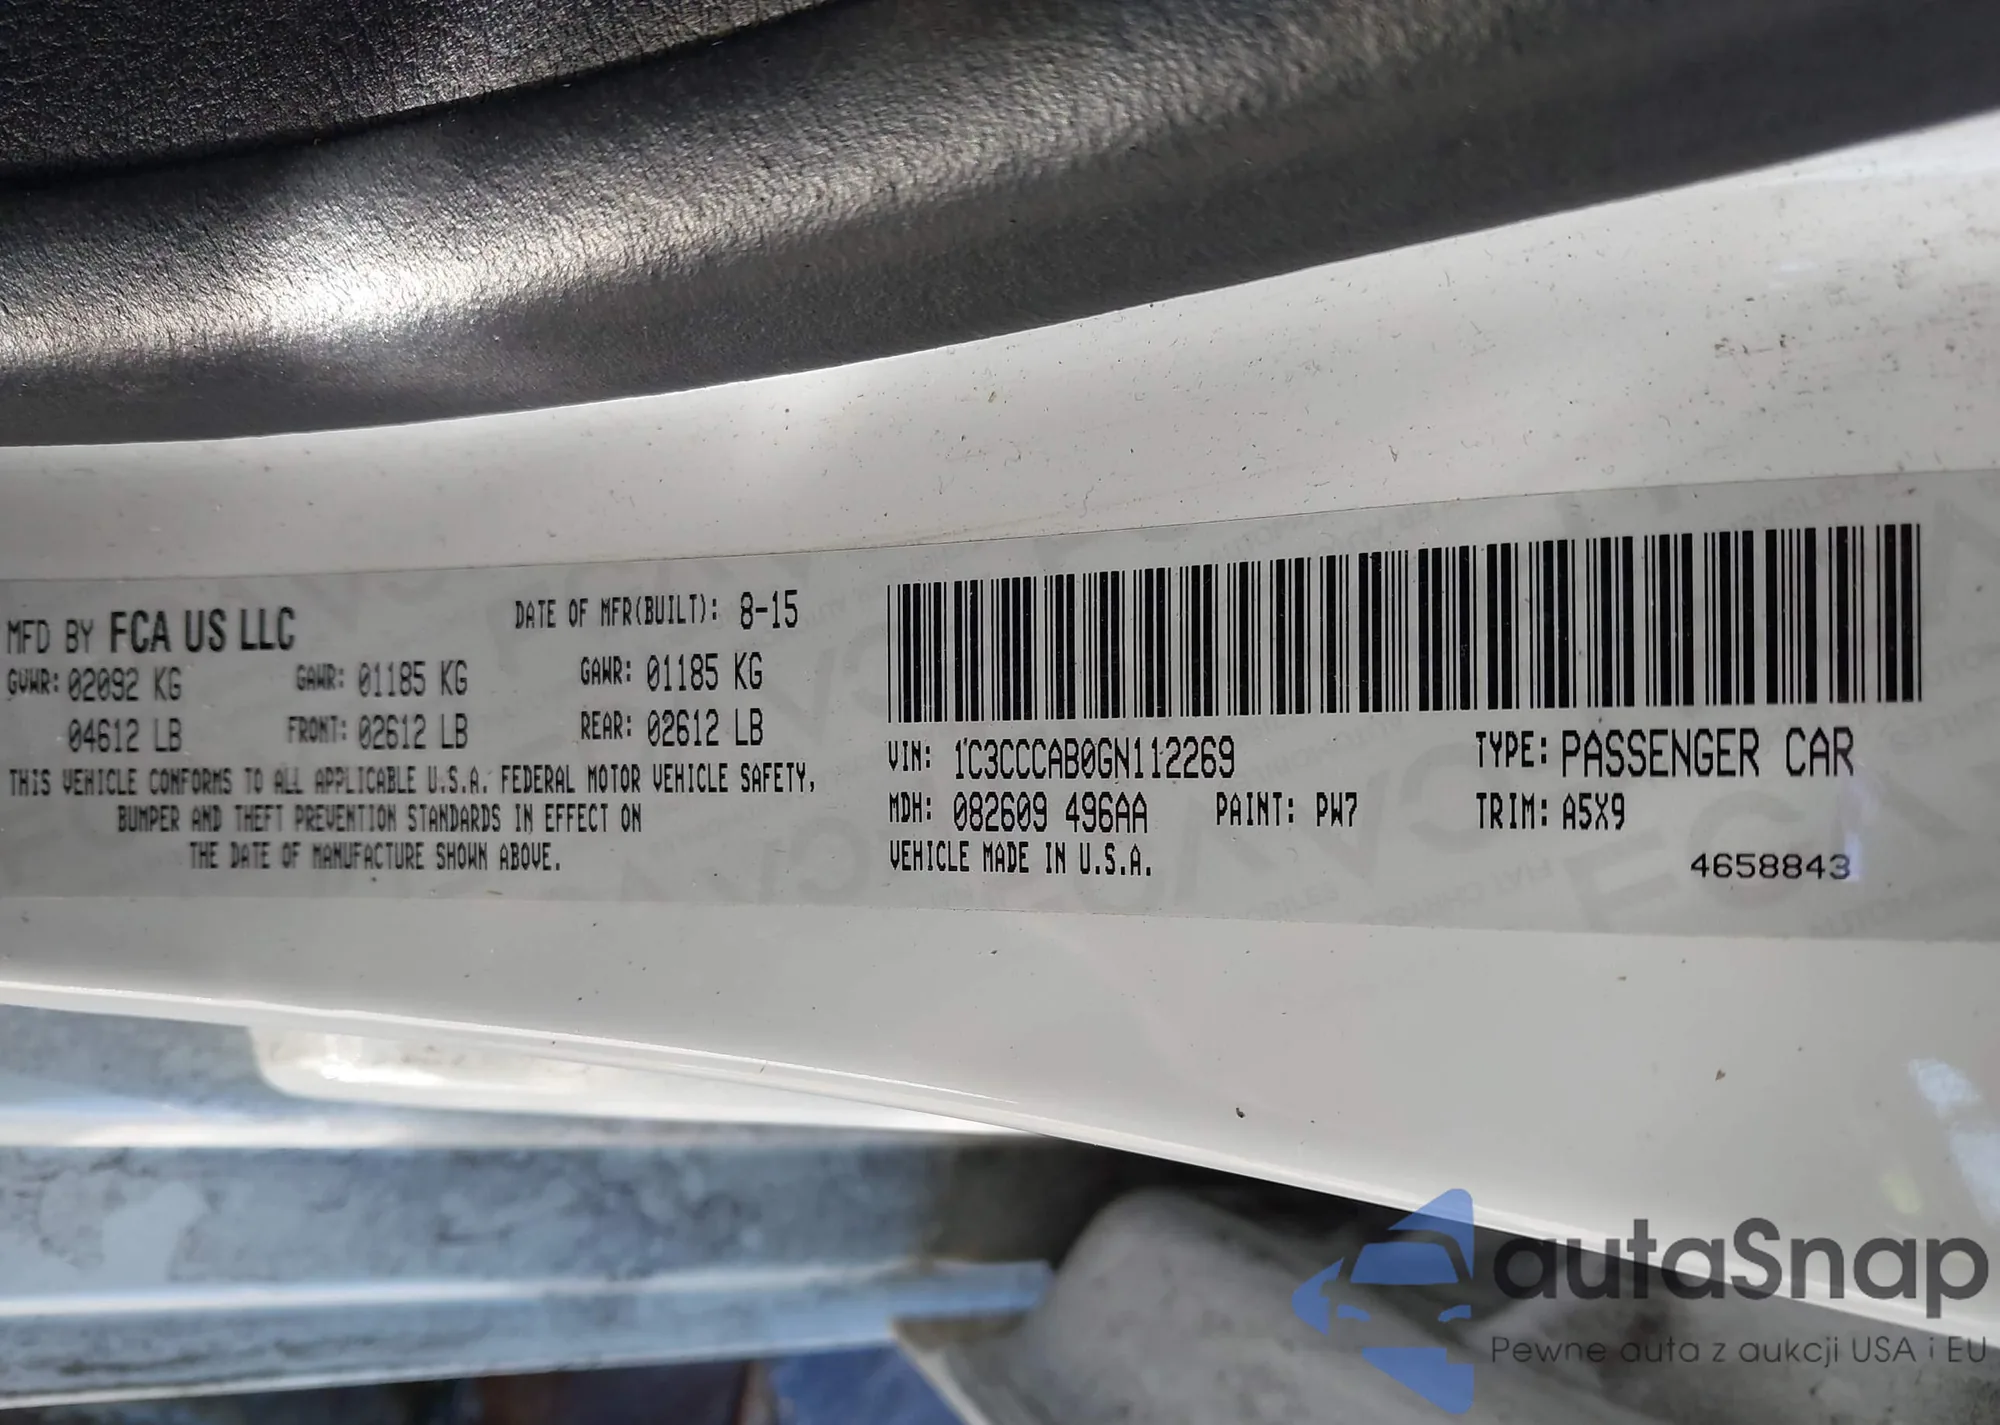 MFD BY FCA US LLC
DATE OF MFR(BUILT): 8-15
GVWR: 02092 KG
GAWR: 01185 KG
GAWR: 01185 KG
04612 LB
FRONT: 02612 LB
REAR: 02612 LB
THIS VEHICLE CONFORMS TO ALL APPLICABLE U.S.A. FEDERAL MOTOR VEHICLE SAFETY,
BUMPER AND THEFT PREVENTION STANDARDS IN EFFECT ON
THE DATE OF MANUFACTURE SHOWN ABOVE.
VIN: 1C3CCCAB0GN112269
TYPE: PASSENGER CAR
MDH: 082609 496AA
PAINT: PW7
TRIM: A5X9
VEHICLE MADE IN U.S.A.
4658843
autaSnap
Pewne auta z aukcji USA i EU